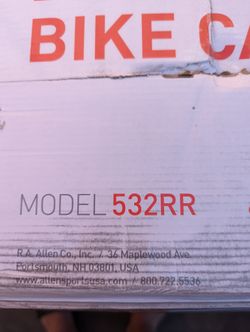 BIKE CA
MODEL 532RR
R.A. Allen Co., Inc. / 36 Maplewood Ave.
Portsmouth, NH 03801, USA
www.allensportsusa.com / 800.722.5536